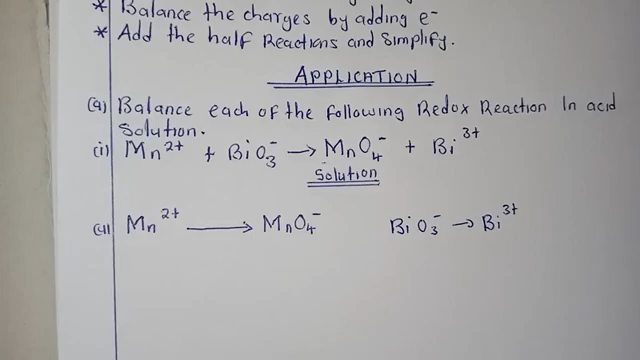 * Balance the charges by adding e⁻
* Add the half Reactions and Simplify.
APPLICATION
(a) Balance each of the following Redox Reaction In acid
Solution.
(i) Mn²⁺ + BiO₃⁻ → MnO₄⁻ + Bi³⁺
Solution
(a) Mn²⁺ → MnO₄⁻ BiO₃⁻ → Bi³⁺